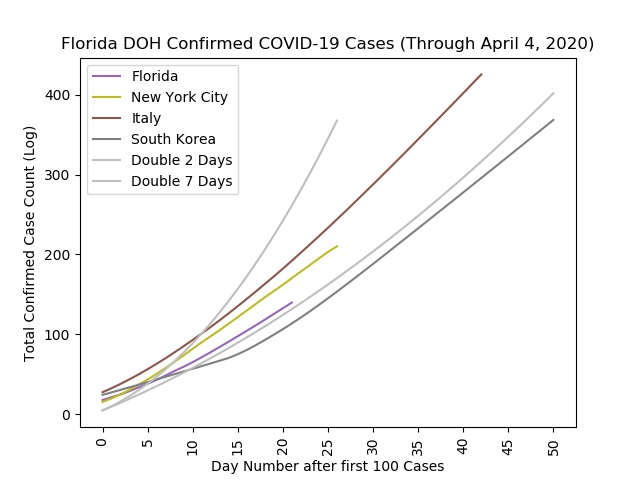 Florida DOH Confirmed COVID-19 Cases (Through April 4, 2020)
Florida
New York City
Italy
South Korea
Double 2 Days
Double 7 Days
Total Confirmed Case Count (Log)
400
300
200
100
0
0 5 10 15 20 25 30 35 40 45 50
Day Number after first 100 Cases